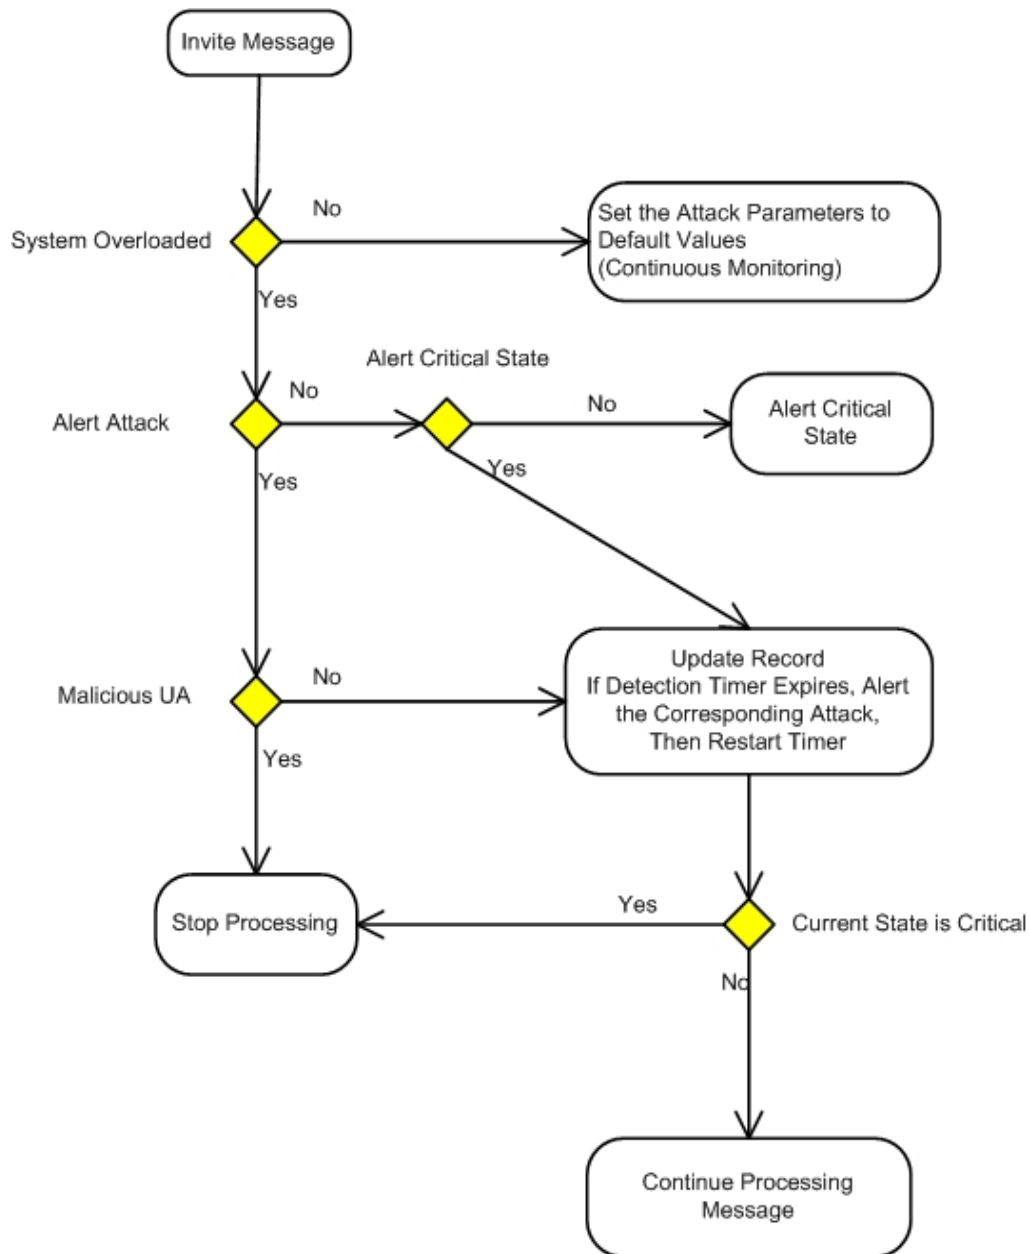 Invite Message
No
Set the Attack Parameters to
Default Values
(Continuous Monitoring)
System Overloaded
Yes
Alert Critical State
No
No
Alert Critical
State
Alert Attack
Yes
Yes
Update Record
If Detection Timer Expires, Alert
the Corresponding Attack,
Then Restart Timer
No
Malicious UA
Yes
Yes
Stop Processing
Current State is Critical
No
Continue Processing
Message